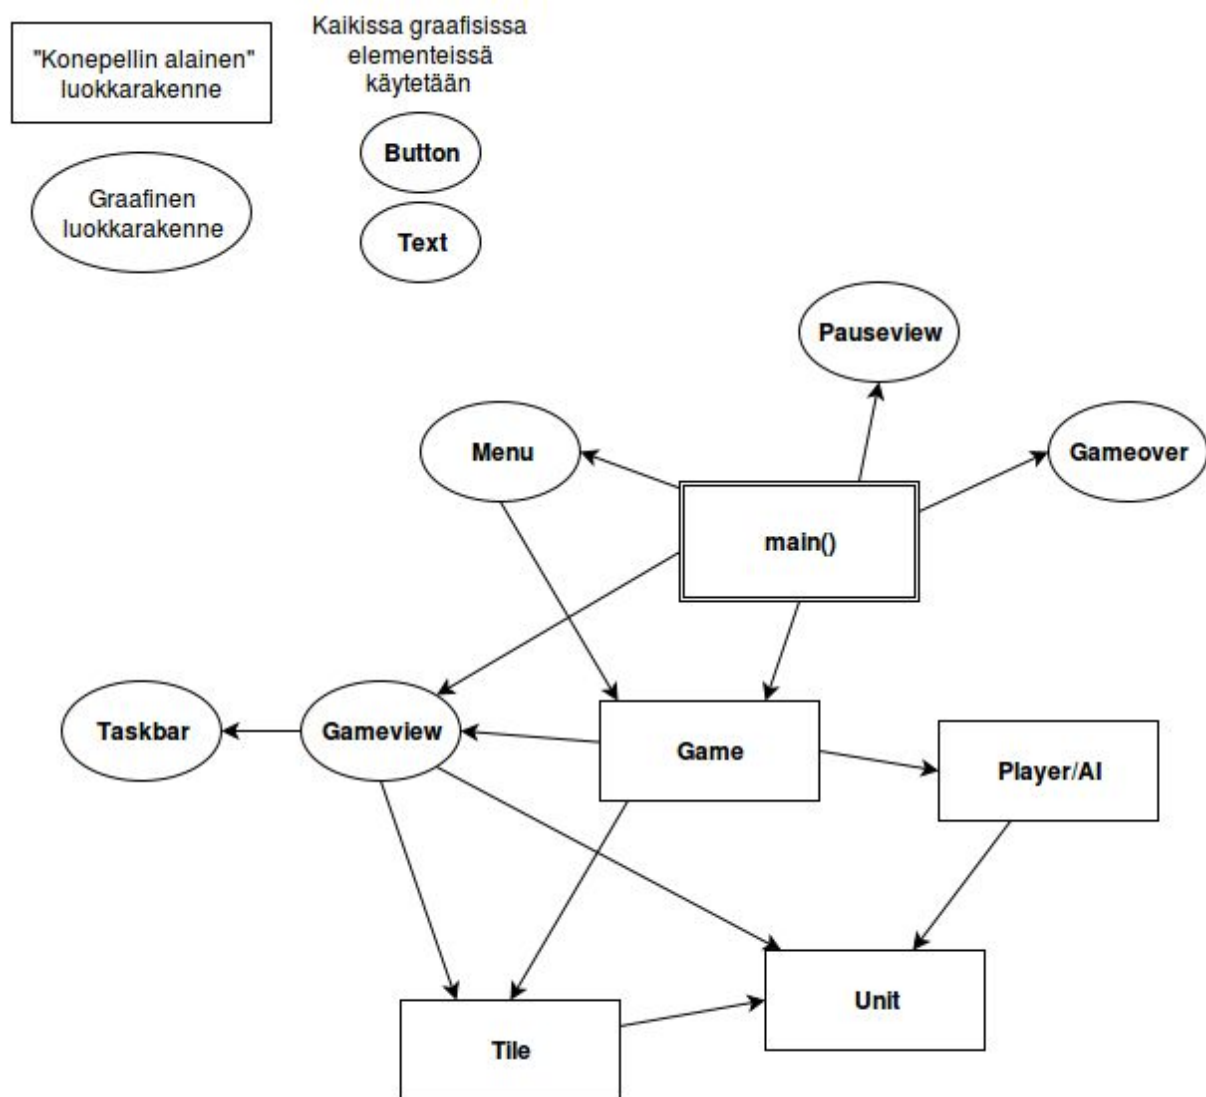 "Konepellin alainen"
luokkarakenne
Kaikissa graafisissa
elementeissä
käytetään
Button
Graafinen
luokkarakenne
Text
Pauseview
Menu
Gameover
main()
Taskbar
Gameview
Game
Player/AI
Unit
Tile